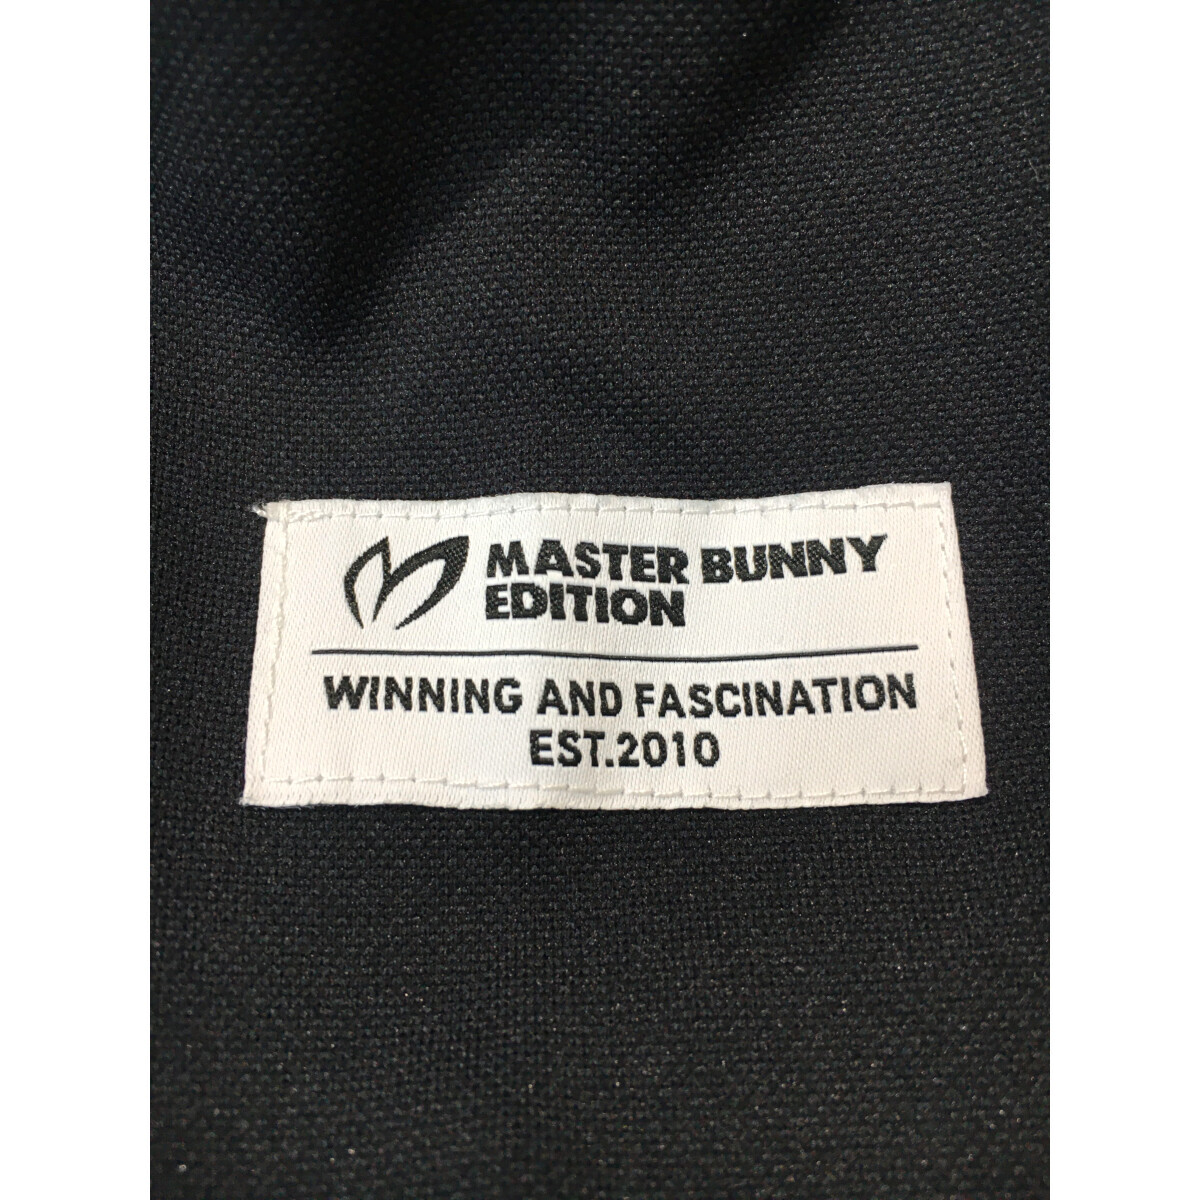 MASTER BUNNY
EDITION
WINNING AND FASCINATION
EST.2010